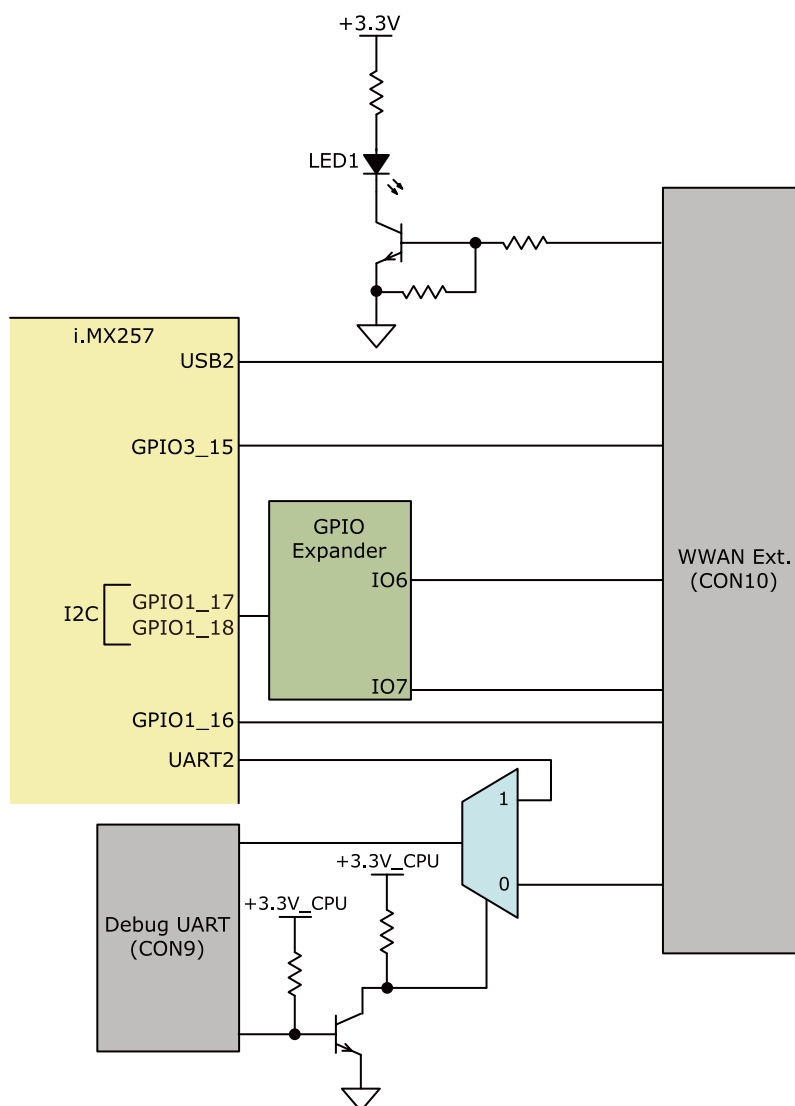 +3.3V
LED1
i.MX257
USB2
GPIO3_15
GPIO
Expander
WWAN Ext.
(CON10)
IO6
I2C
GPIO1_17
GPIO1_18
IO7
GPIO1_16
UART2
1
+3.3V_CPU
0
+3.3V_CPU
Debug UART
(CON9)